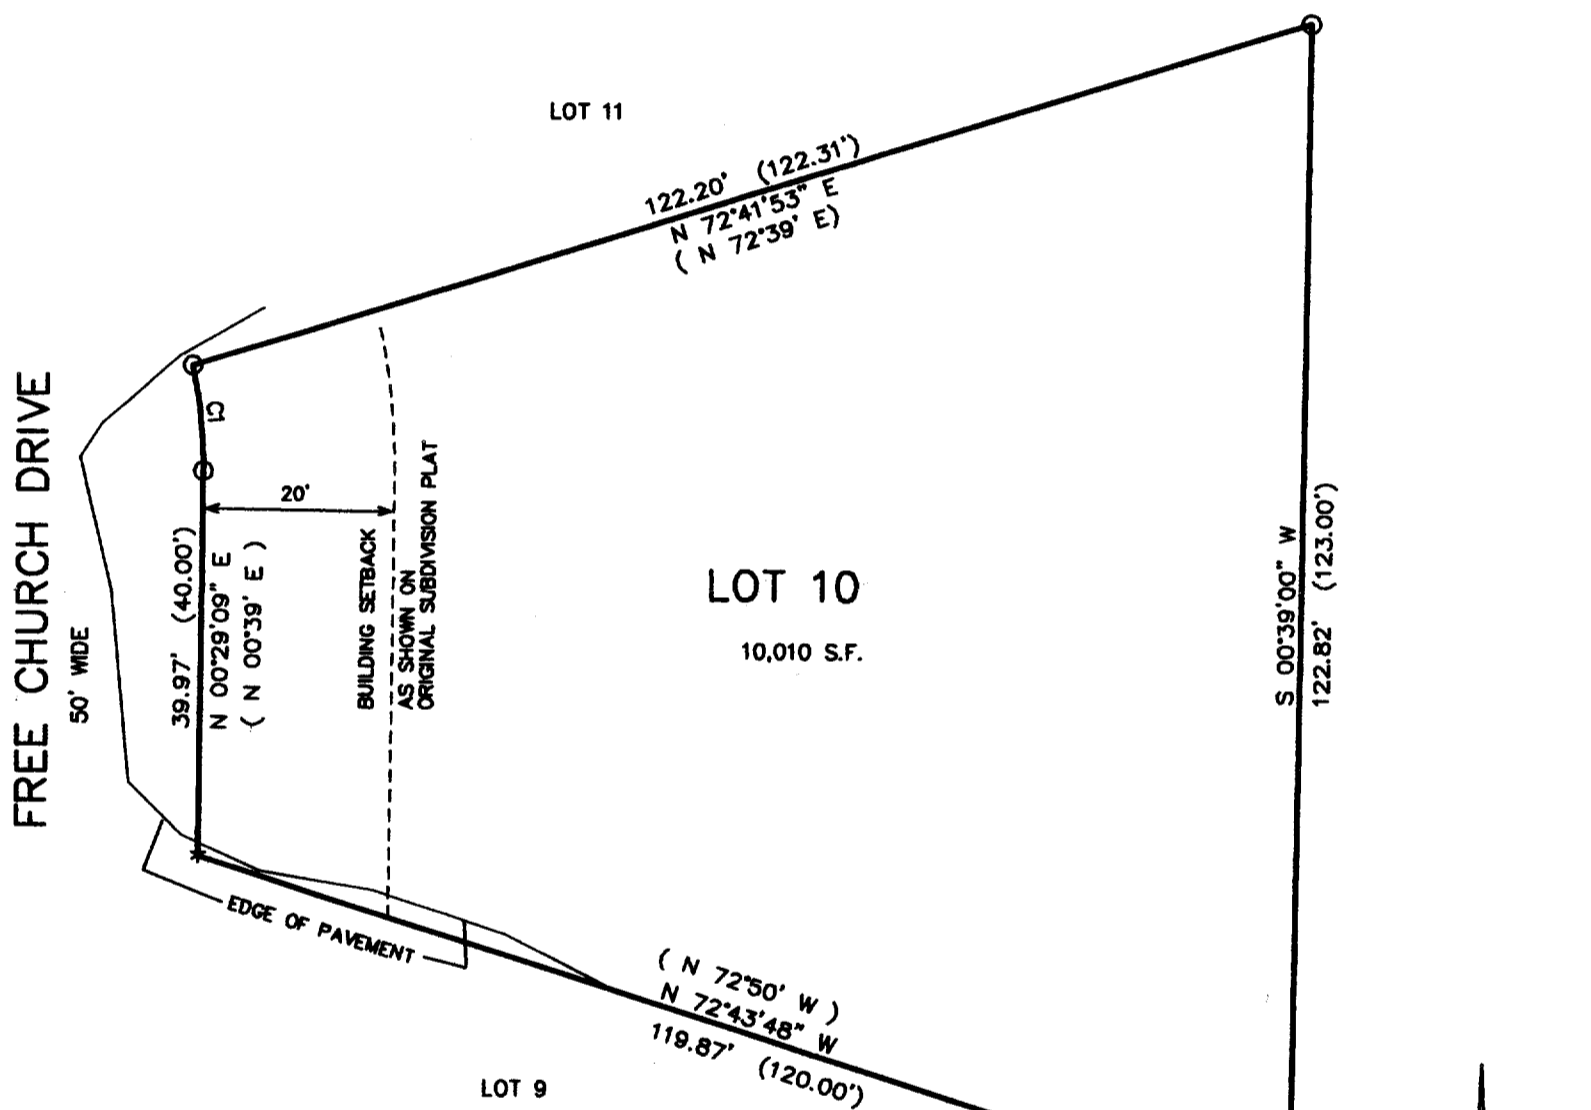 LOT 11
122.20' (122.31')
N 72°41'53" E
( N 72°39' E)
FREE CHURCH DRIVE
50' WIDE
C1
20'
39.97' (40.00')
N 00°29'09" E
( N 00°39' E )
BUILDING SETBACK
AS SHOWN ON
ORIGINAL SUBDIVISION PLAT
LOT 10
10,010 S.F.
S 00°39'00" W
122.82' (123.00')
EDGE OF PAVEMENT
( N 72°50' W )
N 72°43'48" W
119.87' (120.00')
LOT 9